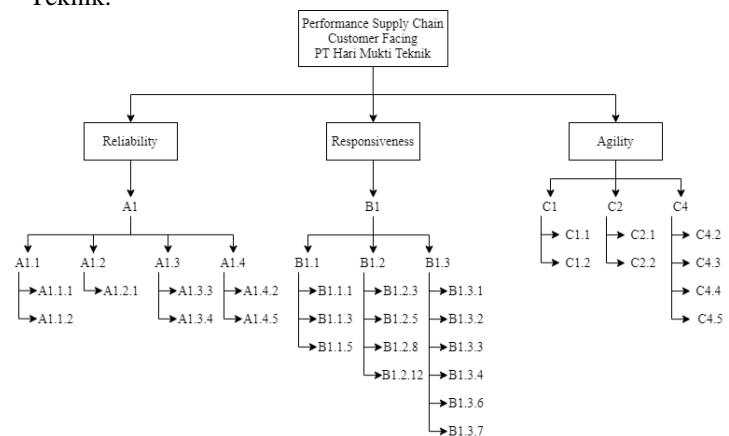 Teknik.
Performance Supply Chain
Customer Facing
PT Hari Mukti Teknik
Reliability
Responsiveness
Agility
A1
B1
C1
C2
C4
C1.1
C2.1
C4.2
C1.2
C2.2
C4.3
C4.4
C4.5
A1.1
A1.2
A1.3
A1.4
B1.1
B1.2
B1.3
A1.1.1
A1.2.1
A1.3.3
A1.4.2
B1.1.1
B1.2.3
B1.3.1
A1.1.2
A1.3.4
A1.4.5
B1.1.3
B1.2.5
B1.3.2
B1.1.5
B1.2.8
B1.3.3
B1.2.12
B1.3.4
B1.3.6
B1.3.7